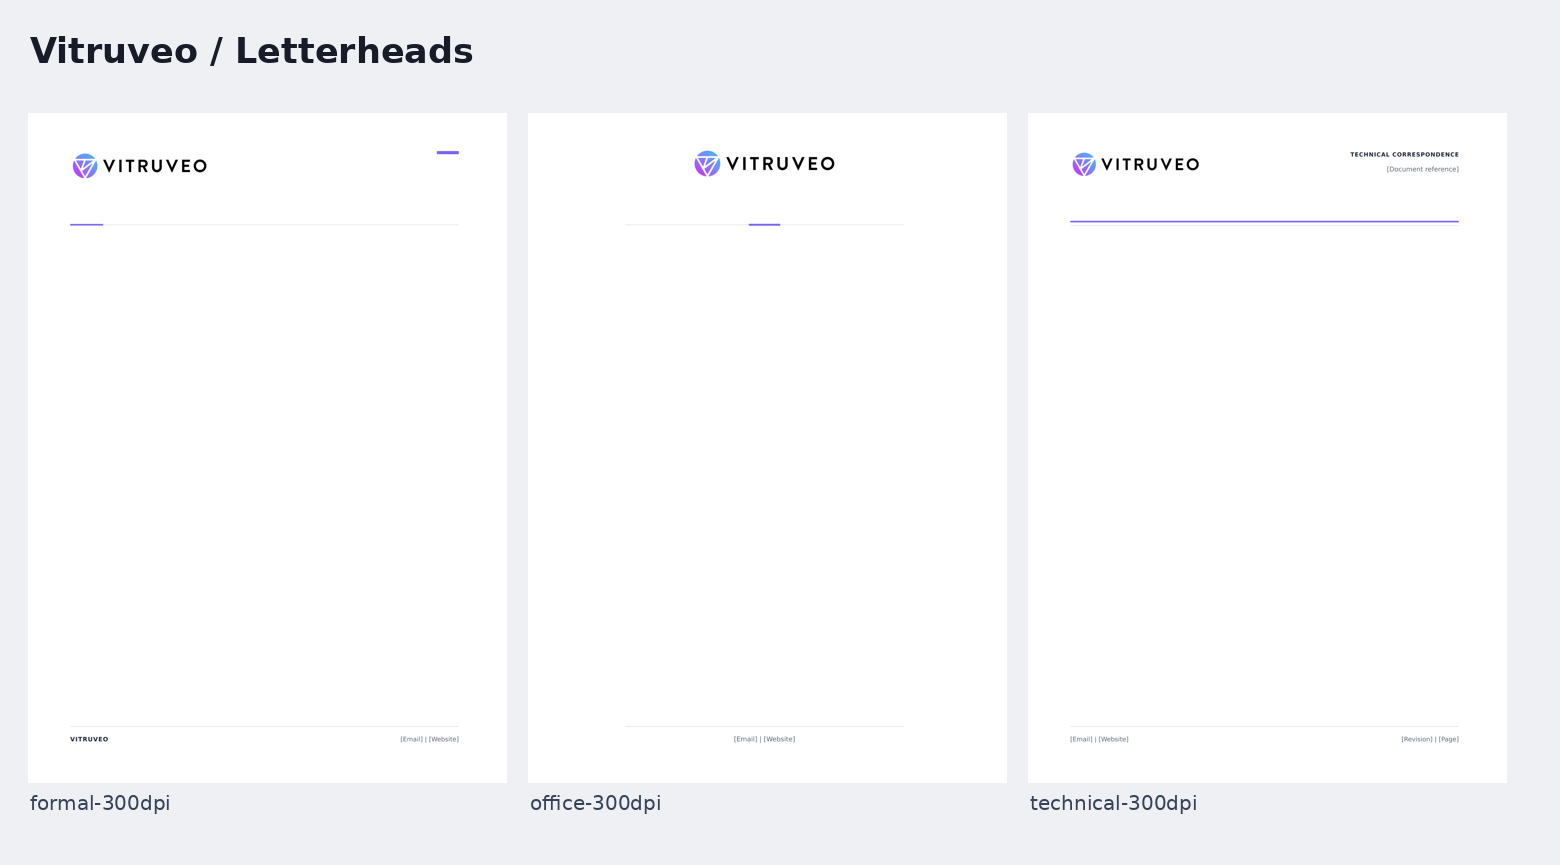 Vitruveo / Letterheads
VITRUVEO
VITRUVEO
[Email] | [Website]
formal-300dpi
VITRUVEO
[Email] | [Website]
office-300dpi
VITRUVEO
TECHNICAL CORRESPONDENCE
[Document reference]
[Email] | [Website]
[Revision] | [Page]
technical-300dpi